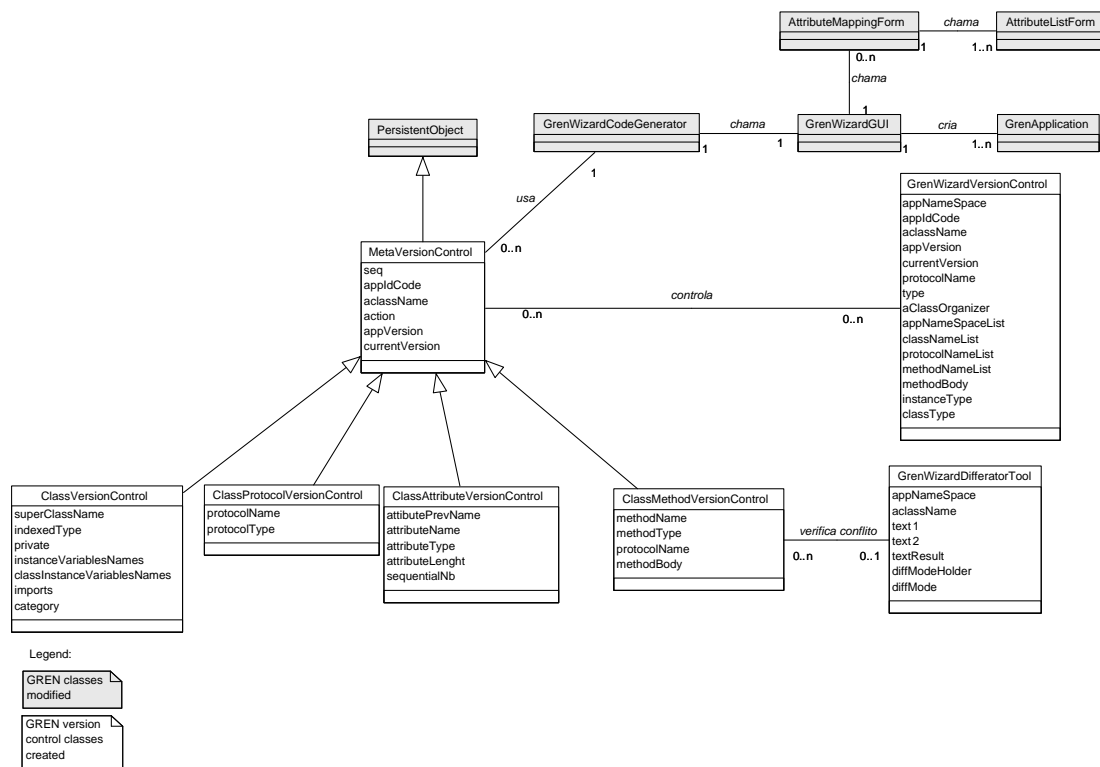 AttributeMappingForm
chama
AttributeListForm
1
1..n
0..n
chama
1
PersistentObject
GrenWizardCodeGenerator
chama
GrenWizardGUI
cria
GrenApplication
1
1
1
1..n
1
usa
0..n
GrenWizardVersionControl
appNameSpace
appIdCode
aclassName
appVersion
currentVersion
protocolName
type
aClassOrganizer
appNameSpaceList
classNameList
protocolNameList
methodNameList
methodBody
instanceType
classType
MetaVersionControl
seq
appIdCode
aclassName
action
appVersion
currentVersion
controla
0..n
0..n
ClassVersionControl
superClassName
indexedType
private
instanceVariablesNames
classInstanceVariablesNames
imports
category
ClassProtocolVersionControl
protocolName
protocolType
ClassAttributeVersionControl
attibutePrevName
attributeName
attributeType
attributeLenght
sequentialNb
ClassMethodVersionControl
methodName
methodType
protocolName
methodBody
verifica conflito
0..n
0..1
GrenWizardDifferatorTool
appNameSpace
aclassName
text1
text2
textResult
diffModeHolder
diffMode
Legend:
GREN classes
modified
GREN version
control classes
created